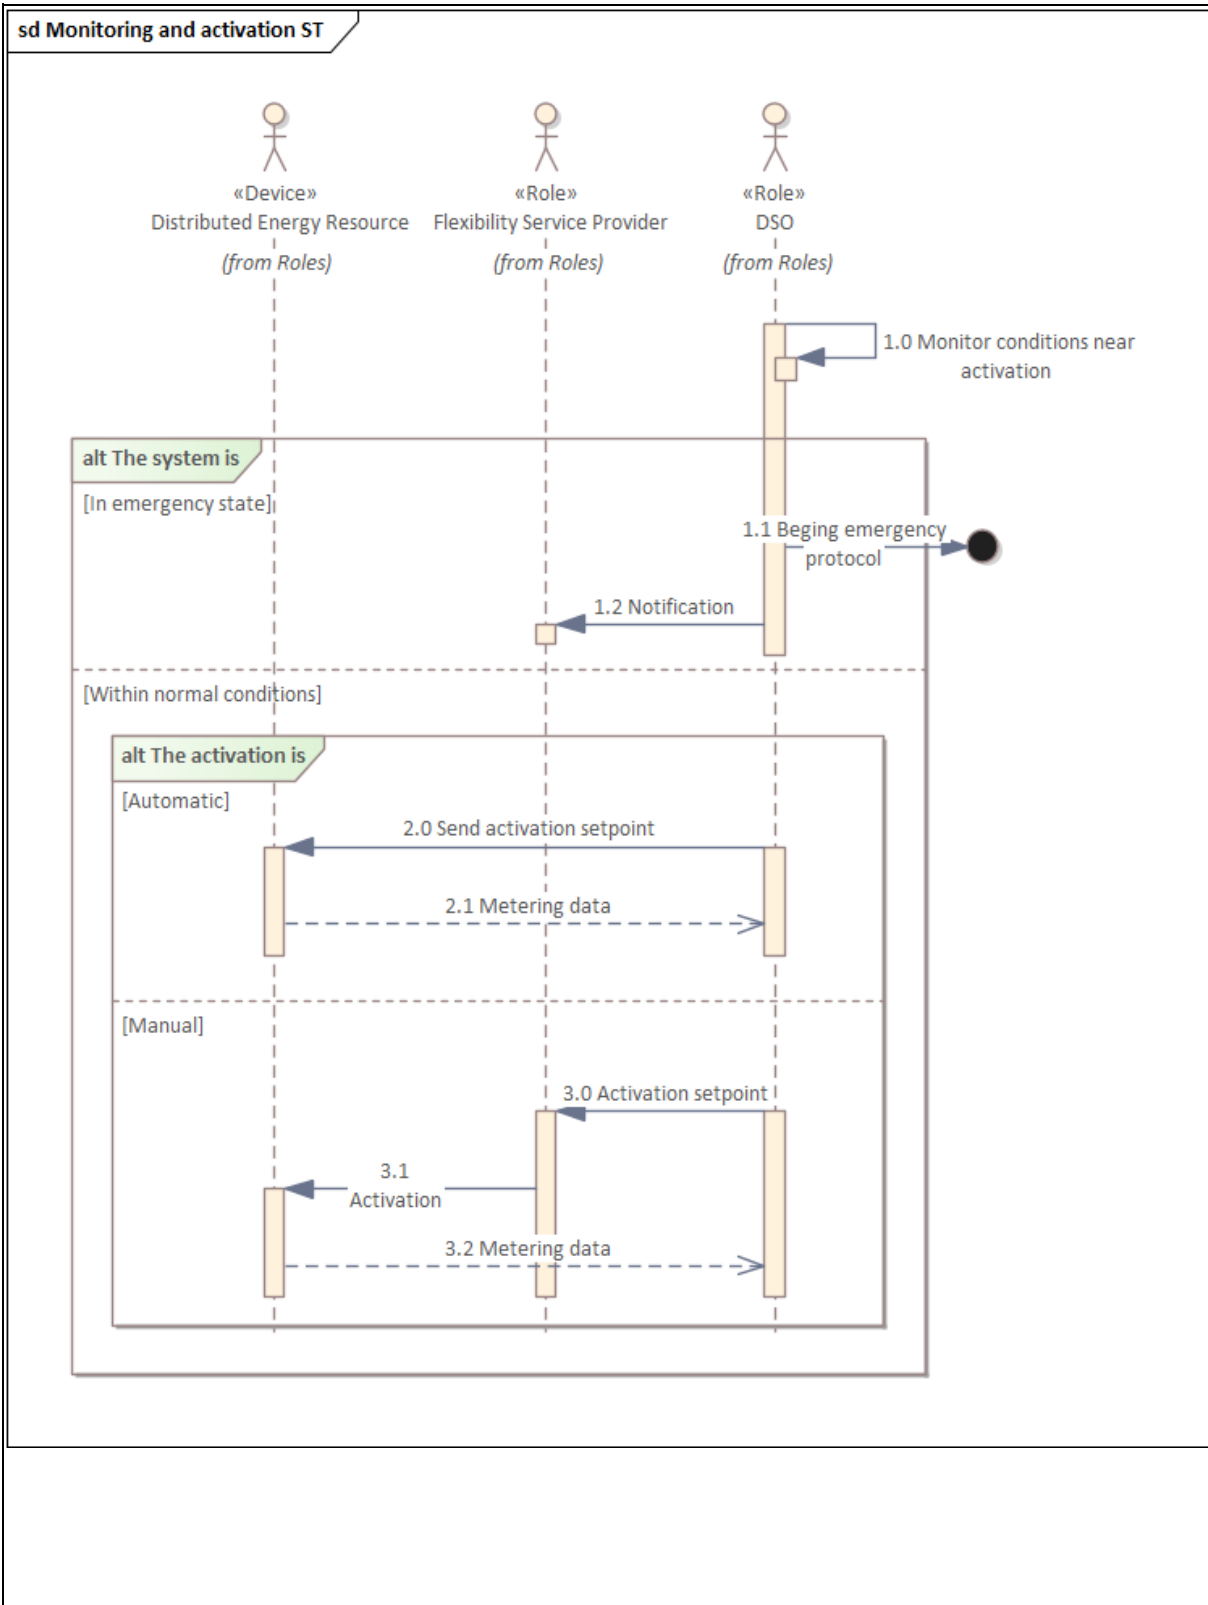 sd Monitoring and activation ST
«Device»
Distributed Energy Resource
(from Roles)
«Role»
Flexibility Service Provider
(from Roles)
«Role»
DSO
(from Roles)
1.0 Monitor conditions near
activation
alt The system is
[In emergency state]
1.1 Beging emergency
protocol
1.2 Notification
[Within normal conditions]
alt The activation is
[Automatic]
2.0 Send activation setpoint
2.1 Metering data
[Manual]
3.0 Activation setpoint
3.1
Activation
3.2 Metering data